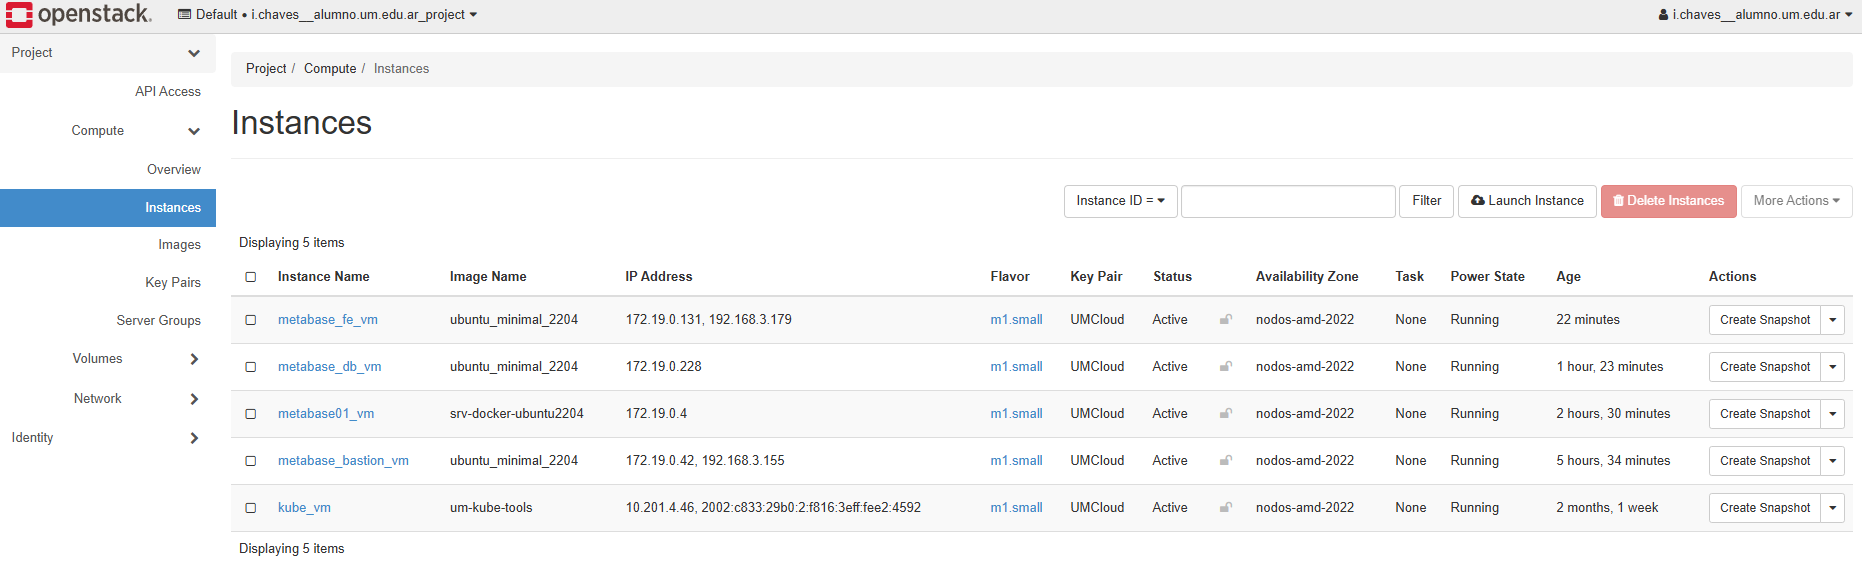 openstack. Default • i.chaves__alumno.um.edu.ar_project i.chaves__alumno.um.edu.ar
Project
API Access
Compute
Overview
Instances
Images
Key Pairs
Server Groups
Volumes
Network
Identity
Project / Compute / Instances
Instances
Instance ID = Filter Launch Instance Delete Instances More Actions
Displaying 5 items
Instance Name Image Name IP Address Flavor Key Pair Status Availability Zone Task Power State Age Actions
metabase_fe_vm ubuntu_minimal_2204 172.19.0.131, 192.168.3.179 m1.small UMCloud Active nodos-amd-2022 None Running 22 minutes Create Snapshot
metabase_db_vm ubuntu_minimal_2204 172.19.0.228 m1.small UMCloud Active nodos-amd-2022 None Running 1 hour, 23 minutes Create Snapshot
metabase01_vm srv-docker-ubuntu2204 172.19.0.4 m1.small UMCloud Active nodos-amd-2022 None Running 2 hours, 30 minutes Create Snapshot
metabase_bastion_vm ubuntu_minimal_2204 172.19.0.42, 192.168.3.155 m1.small UMCloud Active nodos-amd-2022 None Running 5 hours, 34 minutes Create Snapshot
kube_vm um-kube-tools 10.201.4.46, 2002:c833:29b0:2:f816:3eff:fee2:4592 m1.small UMCloud Active nodos-amd-2022 None Running 2 months, 1 week Create Snapshot
Displaying 5 items